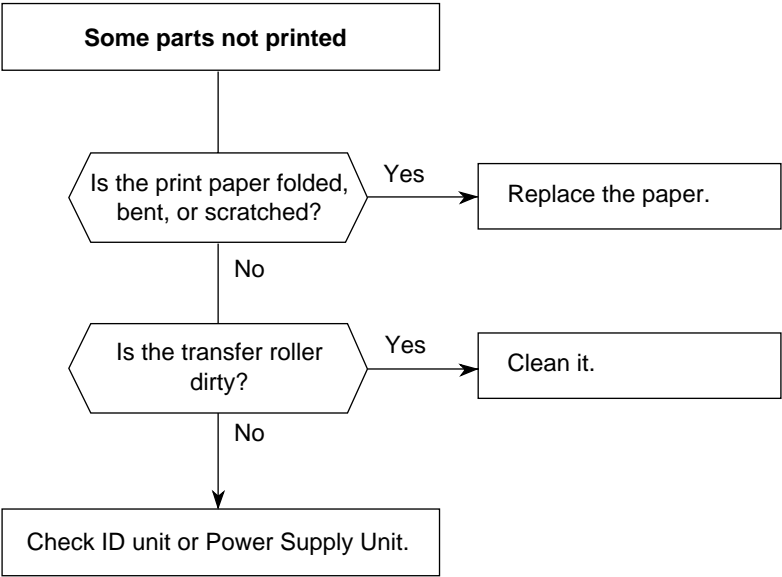 Some parts not printed
Is the print paper folded,
bent, or scratched?
Yes
Replace the paper.
No
Is the transfer roller
dirty?
Yes
Clean it.
No
Check ID unit or Power Supply Unit.